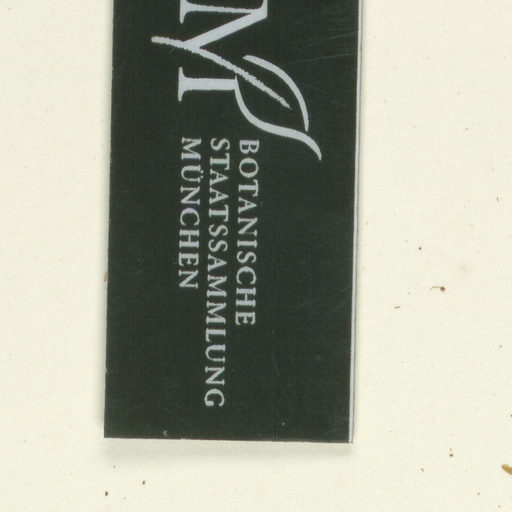 M
BOTANISCHE
STAATSSAMMLUNG
MÜNCHEN